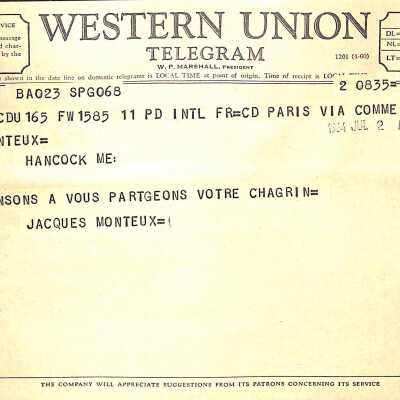 SERVICE
WESTERN UNION
TELEGRAM
W. P. MARSHALL, PRESIDENT
1201 (4-60)
DL=
NL=
LT=
shown in the date line on domestic telegrams is LOCAL TIME at point of origin. Time of receipt is LOCAL
BA023 SPG068
2 0835=
CDU165 FW1585 11 PD INTL FR=CD PARIS VIA COMME
1964 JUL 2
NTEUX=
HANCOCK ME:
NSONS A VOUS PARTGEONS VOTRE CHAGRIN=
JACQUES MONTEUX=(
THE COMPANY WILL APPRECIATE SUGGESTIONS FROM ITS PATRONS CONCERNING ITS SERVICE